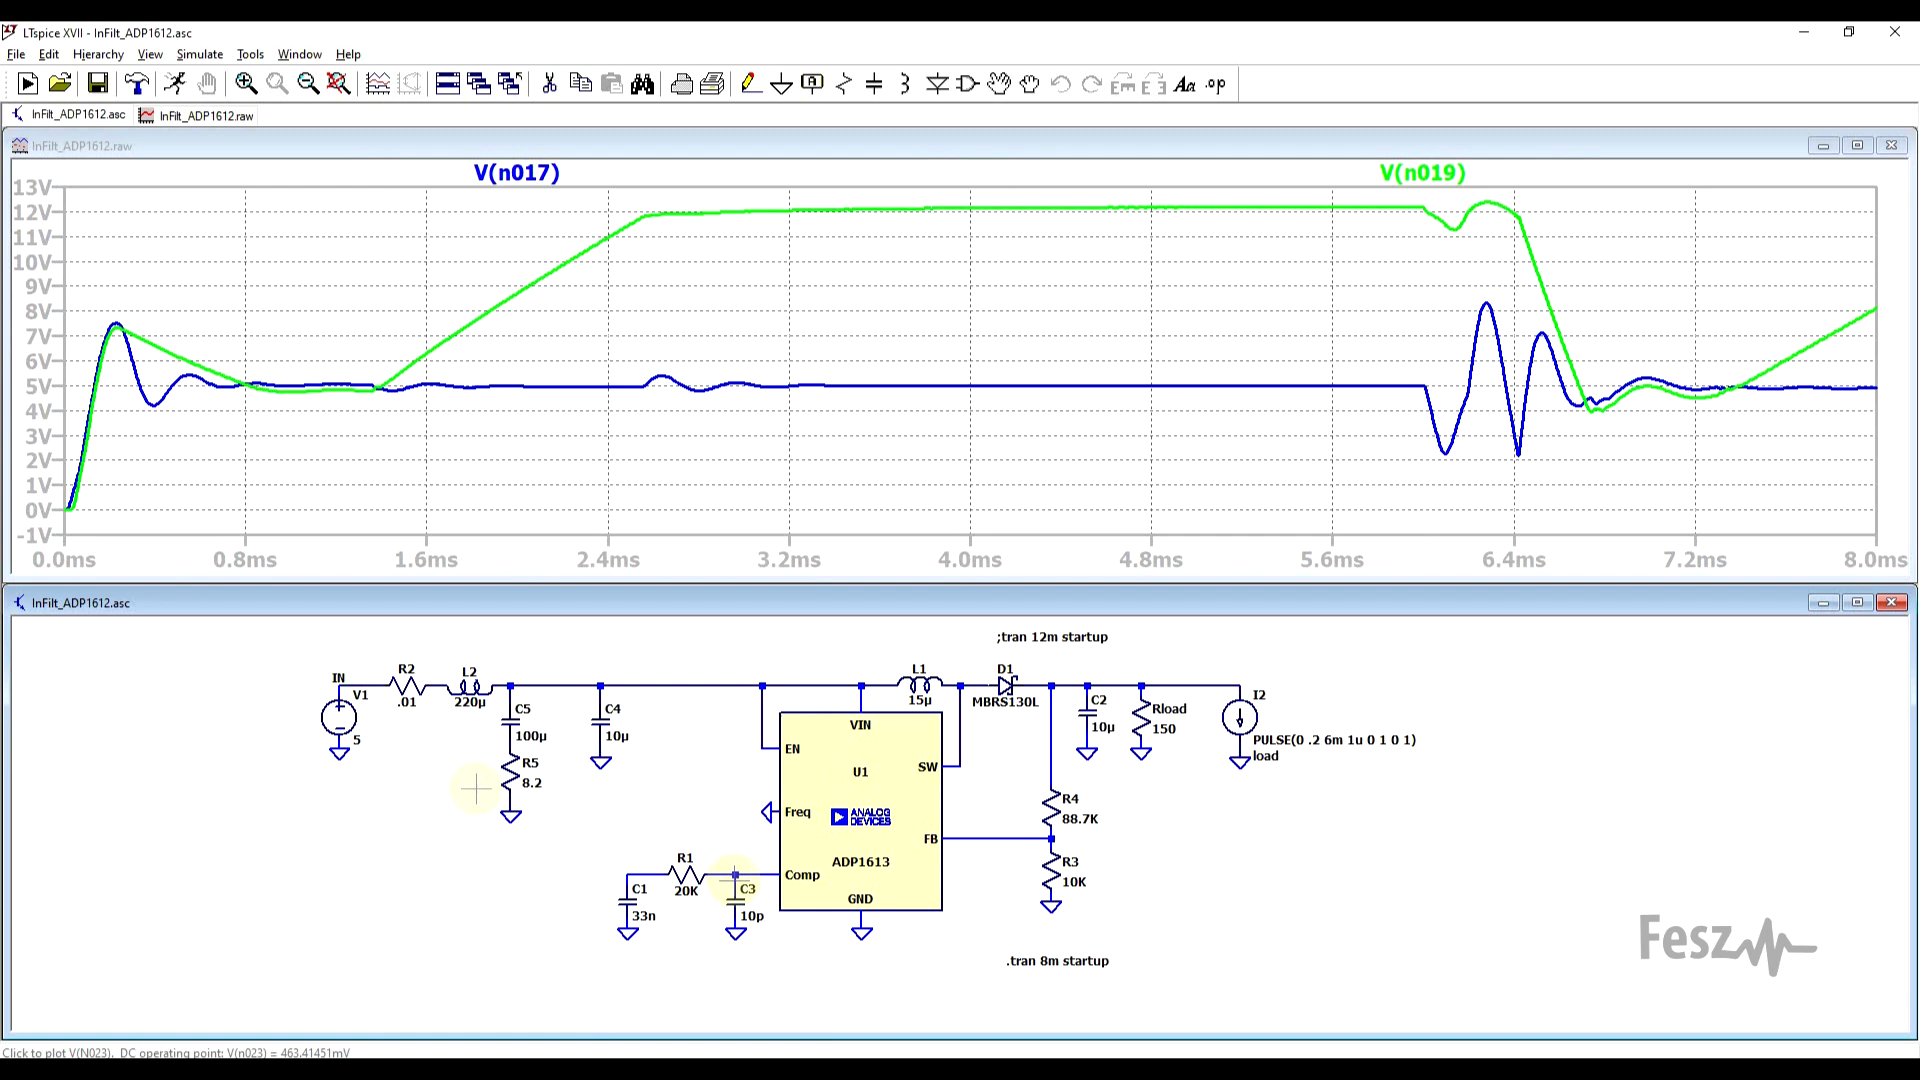 LTspice XVII - InFilt_ADP1612.asc
File Edit Hierarchy View Simulate Tools Window Help
Aa .op
InFilt_ADP1612.asc InFilt_ADP1612.raw
InFilt_ADP1612.raw
V(n017) V(n019)
13V
12V
11V
10V
9V
8V
7V
6V
5V
4V
3V
2V
1V
0V
-1V
0.0ms 0.8ms 1.6ms 2.4ms 3.2ms 4.0ms 4.8ms 5.6ms 6.4ms 7.2ms 8.0ms
InFilt_ADP1612.asc
;tran 12m startup
IN
V1
5
R2
.01
L2
220µ
C5
100µ
R5
8.2
C4
10µ
L1
15µ
D1
MBRS130L
C2
10µ
Rload
150
I2
PULSE(0 .2 6m 1u 0 1 0 1)
load
VIN
EN
U1
SW
Freq
ANALOG
DEVICES
FB
ADP1613
Comp
GND
R4
88.7K
R3
10K
R1
20K
C1
33n
C3
10p
Fesz
.tran 8m startup
Click to plot V(N023). DC operating point: V(n023) = 463.41451mV